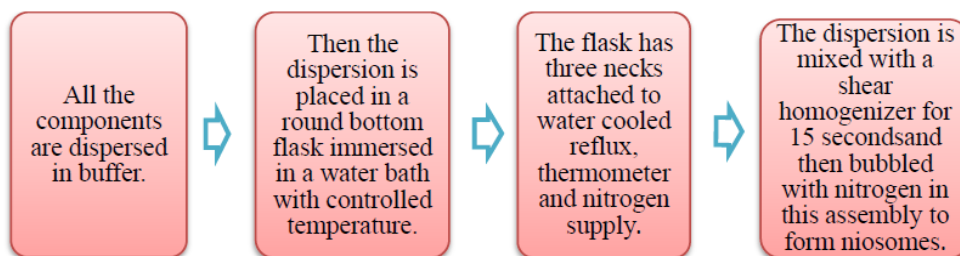 All the
components
are dispersed
in buffer.
Then the
dispersion is
placed in a
round bottom
flask immersed
in a water bath
with controlled
temperature.
The flask has
three necks
attached to
water cooled
reflux,
thermometer
and nitrogen
supply.
The dispersion is
mixed with a
shear
homogenizer for
15 secondsand
then bubbled
with nitrogen in
this assembly to
form niosomes.